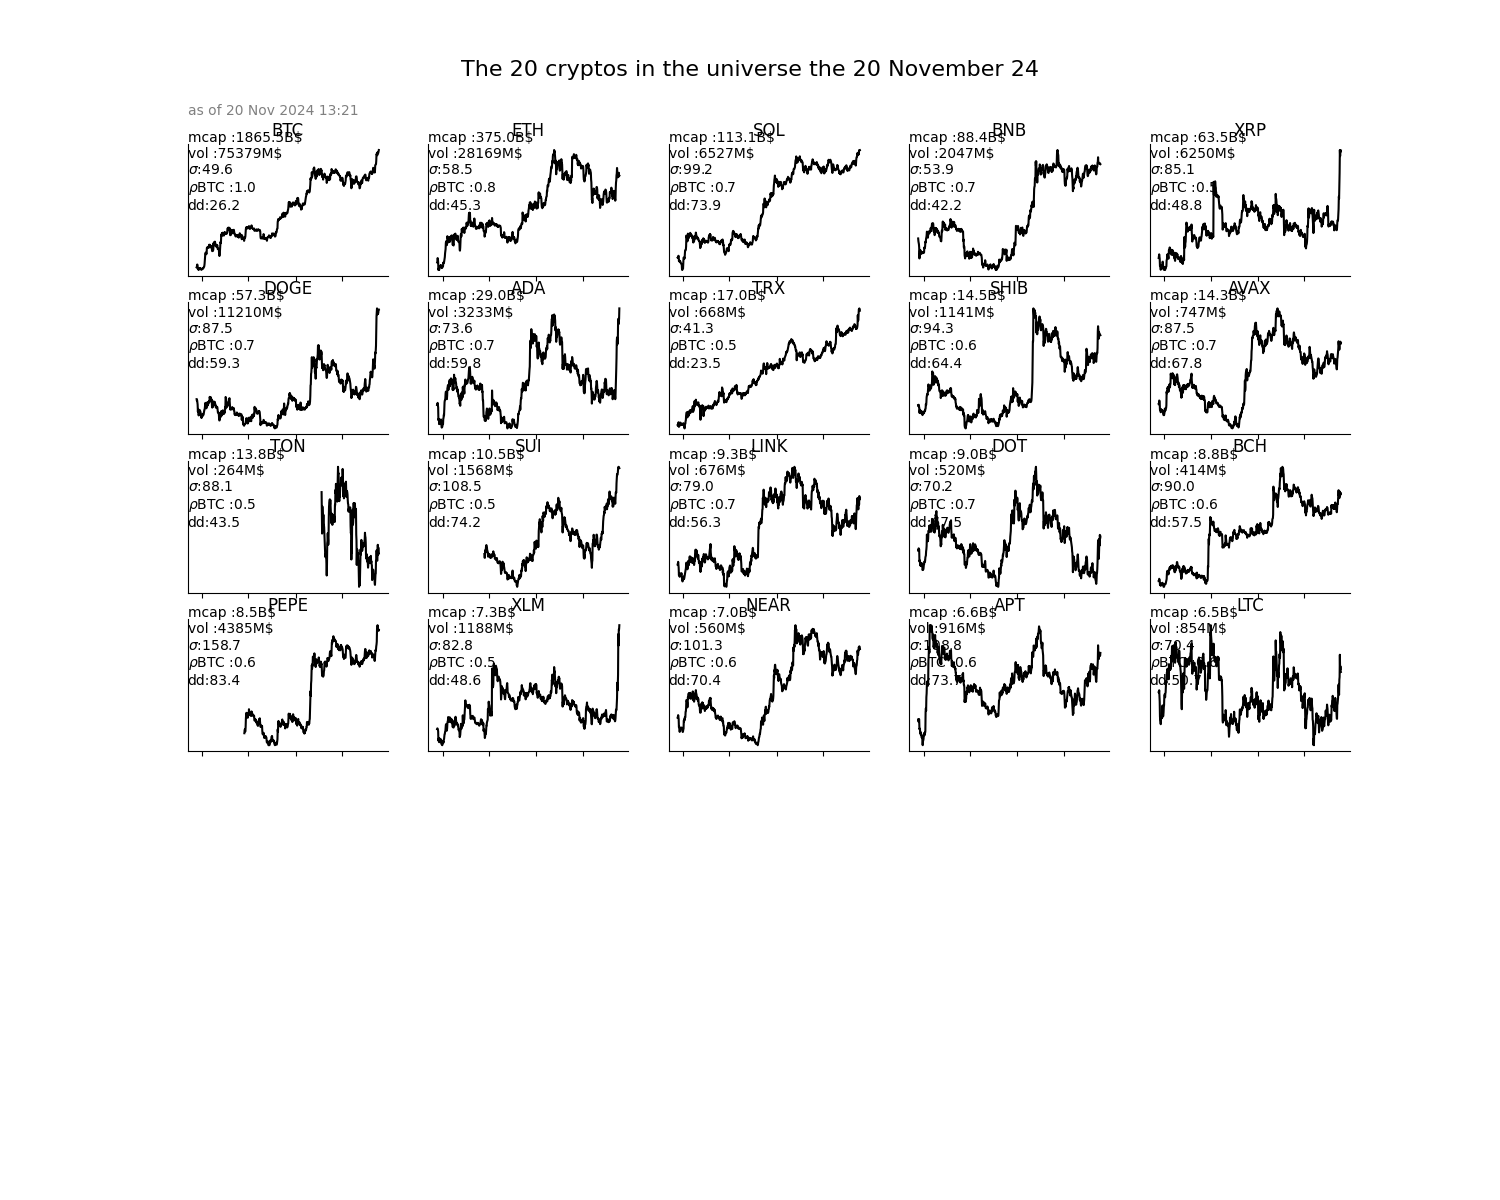 The 20 cryptos in the universe the 20 November 24
as of 20 Nov 2024 13:21
BTC
mcap :1865.5B$
vol :75379M$
σ:49.6
ρBTC :1.0
dd:26.2
ETH
mcap :375.0B$
vol :28169M$
σ:58.5
ρBTC :0.8
dd:45.3
SOL
mcap :113.1B$
vol :6527M$
σ:99.2
ρBTC :0.7
dd:73.9
BNB
mcap :88.4B$
vol :2047M$
σ:53.9
ρBTC :0.7
dd:42.2
XRP
mcap :63.5B$
vol :6250M$
σ:85.1
ρBTC :0.5
dd:48.8
DOGE
mcap :57.3B$
vol :11210M$
σ:87.5
ρBTC :0.7
dd:59.3
ADA
mcap :29.0B$
vol :3233M$
σ:73.6
ρBTC :0.7
dd:59.8
TRX
mcap :17.0B$
vol :668M$
σ:41.3
ρBTC :0.5
dd:23.5
SHIB
mcap :14.5B$
vol :1141M$
σ:94.3
ρBTC :0.6
dd:64.4
AVAX
mcap :14.3B$
vol :747M$
σ:87.5
ρBTC :0.7
dd:67.8
TON
mcap :13.8B$
vol :264M$
σ:88.1
ρBTC :0.5
dd:43.5
SUI
mcap :10.5B$
vol :1568M$
σ:108.5
ρBTC :0.5
dd:74.2
LINK
mcap :9.3B$
vol :676M$
σ:79.0
ρBTC :0.7
dd:56.3
DOT
mcap :9.0B$
vol :520M$
σ:70.2
ρBTC :0.7
BCH
mcap :8.8B$
vol :414M$
σ:90.0
ρBTC :0.6
dd:57.5
PEPE
mcap :8.5B$
vol :4385M$
σ:158.7
ρBTC :0.6
dd:83.4
XLM
mcap :7.3B$
vol :1188M$
σ:82.8
ρBTC :0.5
dd:48.6
NEAR
mcap :7.0B$
vol :560M$
σ:101.3
ρBTC :0.6
dd:70.4
APT
mcap :6.6B$
vol :916M$
ρBTC :0.6
LTC
mcap :6.5B$
vol :854M$
σ:70.4